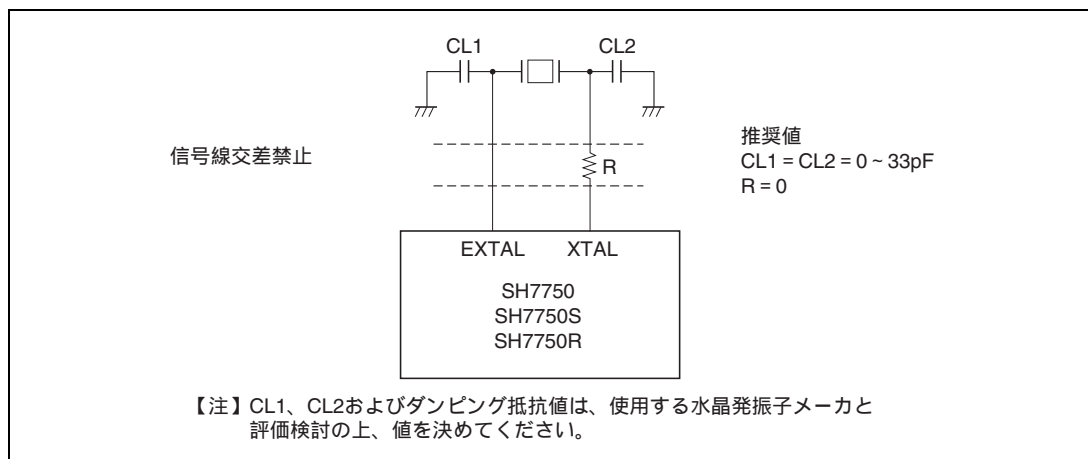 CL1
CL2
信号線交差禁止
推奨値
CL1 = CL2 = 0 ~ 33pF
R = 0
R
EXTAL
XTAL
SH7750
SH7750S
SH7750R
【注】CL1、CL2およびダンピング抵抗値は、使用する水晶発振子メーカと
評価検討の上、値を決めてください。